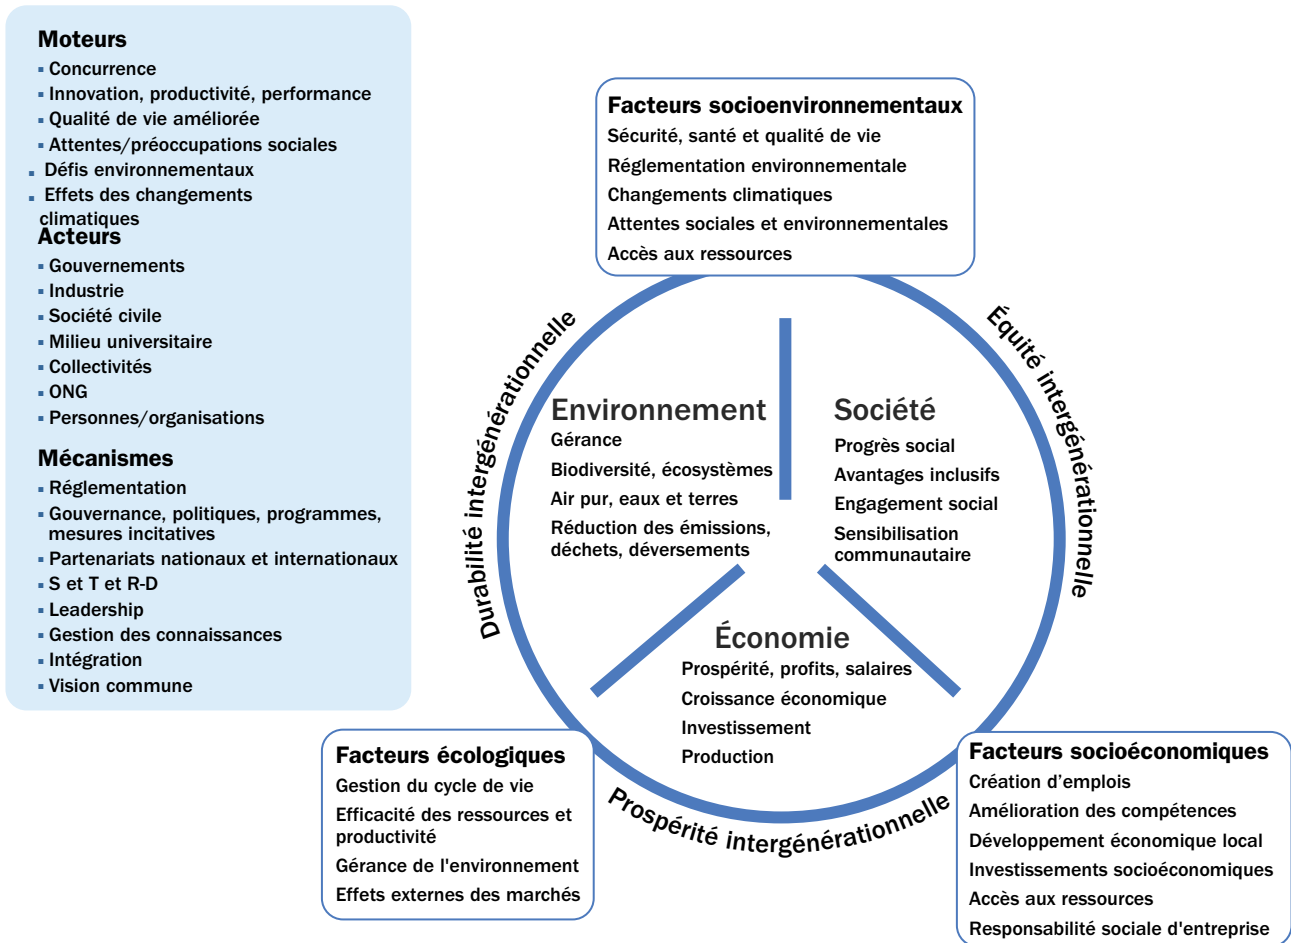 Moteurs
▪ Concurrence
▪ Innovation, productivité, performance
▪ Qualité de vie améliorée
▪ Attentes/préoccupations sociales
▪ Défis environnementaux
▪ Effets des changements
climatiques
Acteurs
▪ Gouvernements
▪ Industrie
▪ Société civile
▪ Milieu universitaire
▪ Collectivités
▪ ONG
▪ Personnes/organisations
Mécanismes
▪ Réglementation
▪ Gouvernance, politiques, programmes,
mesures incitatives
▪ Partenariats nationaux et internationaux
▪ S et T et R-D
▪ Leadership
▪ Gestion des connaissances
▪ Intégration
▪ Vision commune
Facteurs socioenvironnementaux
Sécurité, santé et qualité de vie
Réglementation environnementale
Changements climatiques
Attentes sociales et environnementales
Accès aux ressources
Durabilité intergénérationnelle
Équité intergénérationnelle
Environnement
Gérance
Biodiversité, écosystèmes
Air pur, eaux et terres
Réduction des émissions,
déchets, déversements
Société
Progrès social
Avantages inclusifs
Engagement social
Sensibilisation
communautaire
Économie
Prospérité, profits, salaires
Croissance économique
Investissement
Production
Prospérité intergénérationnelle
Facteurs écologiques
Gestion du cycle de vie
Efficacité des ressources et
productivité
Gérance de l'environnement
Effets externes des marchés
Facteurs socioéconomiques
Création d’emplois
Amélioration des compétences
Développement économique local
Investissements socioéconomiques
Accès aux ressources
Responsabilité sociale d'entreprise